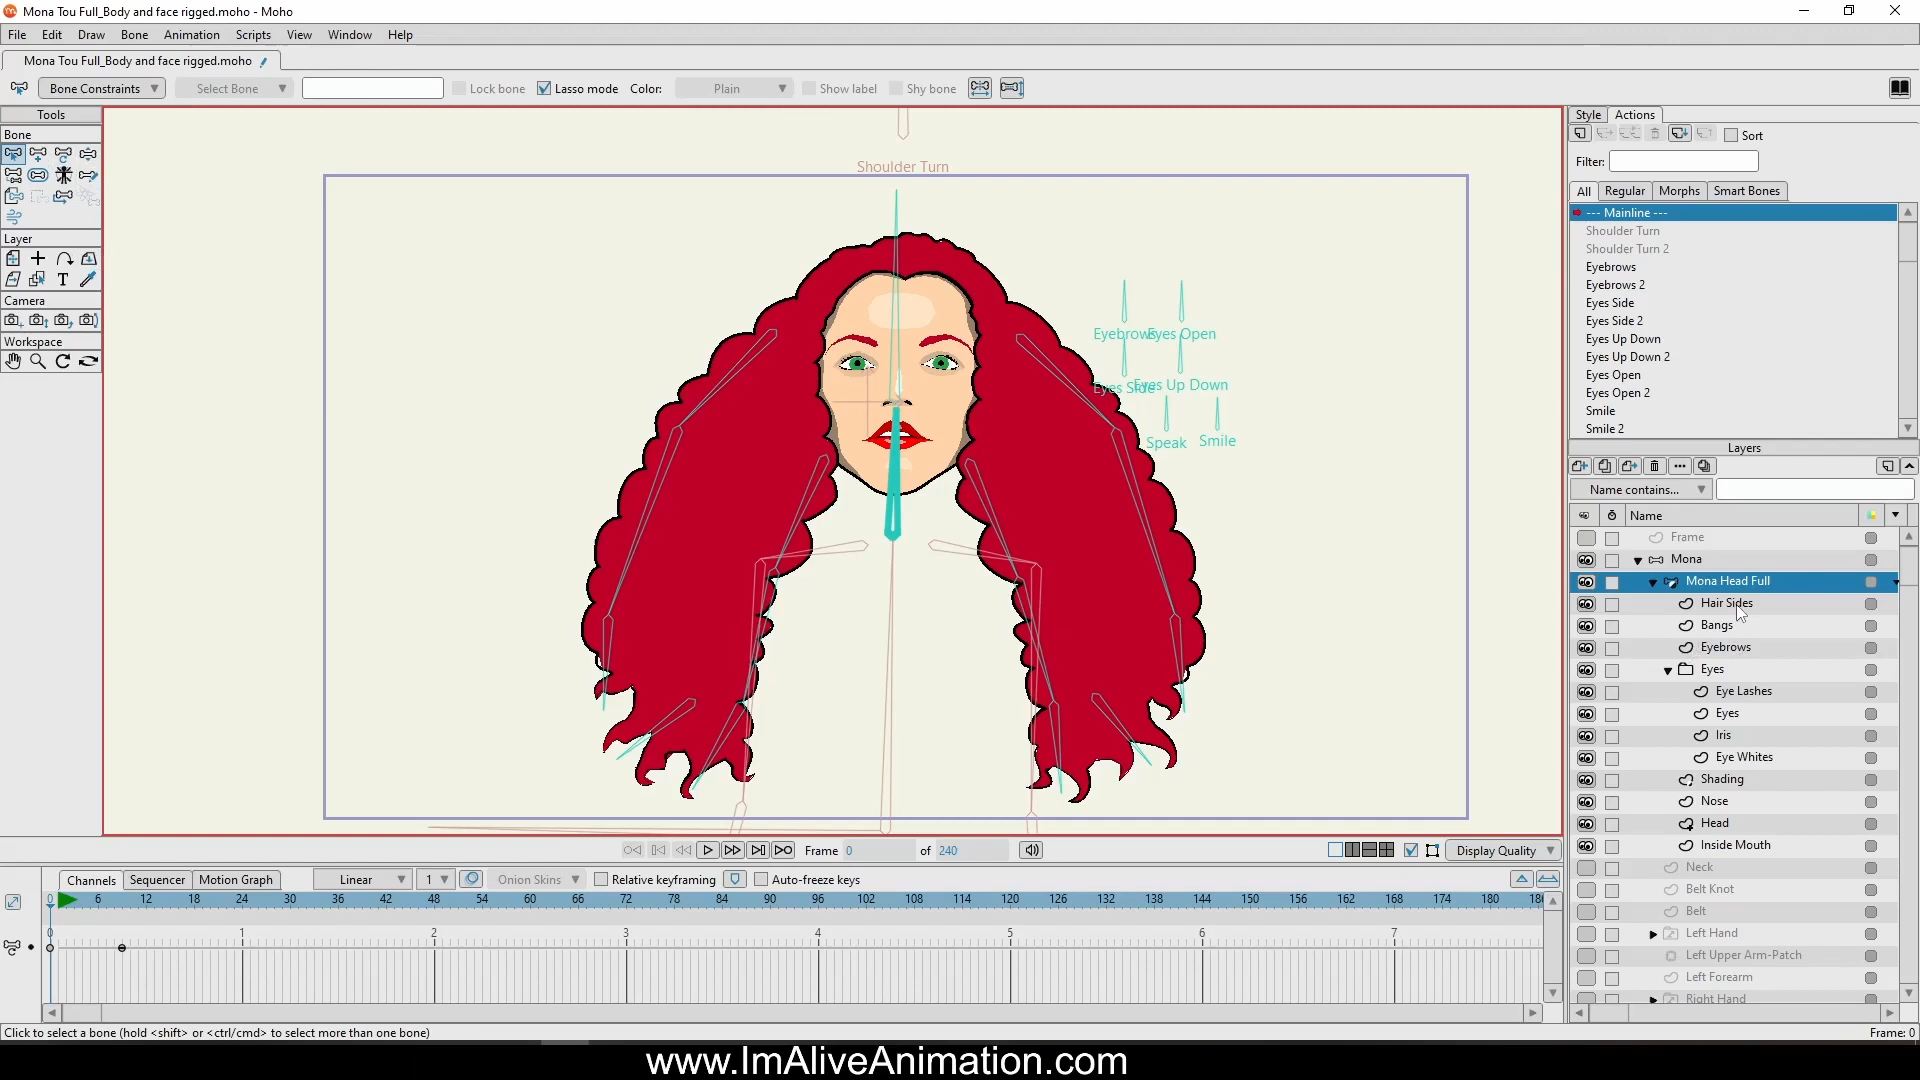 Mona Tou Full_Body and face rigged.moho - Moho
File Edit Draw Bone Animation Scripts View Window Help
Mona Tou Full_Body and face rigged.moho
Bone Constraints Select Bone Lock bone Lasso mode Color: Plain Show label Shy bone
Tools
Bone
Layer
Camera
Workspace
Shoulder Turn
Eyebrows Eyes Open
Eyes Side Eyes Up Down
Speak Smile
Style Actions
Sort
Filter:
All Regular Morphs Smart Bones
--- Mainline ---
Shoulder Turn
Shoulder Turn 2
Eyebrows
Eyebrows 2
Eyes Side
Eyes Side 2
Eyes Up Down
Eyes Up Down 2
Eyes Open
Eyes Open 2
Smile
Smile 2
Layers
Name contains...
Name
Frame
Mona
Mona Head Full
Hair Sides
Bangs
Eyebrows
Eyes
Eye Lashes
Eyes
Iris
Eye Whites
Shading
Nose
Head
Inside Mouth
Neck
Belt Knot
Belt
Left Hand
Left Upper Arm-Patch
Left Forearm
Right Hand
Frame 0 of 240 Display Quality
Channels Sequencer Motion Graph Linear 1 Onion Skins Relative keyframing Auto-freeze keys
0 6 12 18 24 30 36 42 48 54 60 66 72 78 84 90 96 102 108 114 120 126 132 138 144 150 156 162 168 174 180
0 1 2 3 4 5 6 7
Click to select a bone (hold <shift> or <ctrl/cmd> to select more than one bone) Frame: 0
www.ImAliveAnimation.com